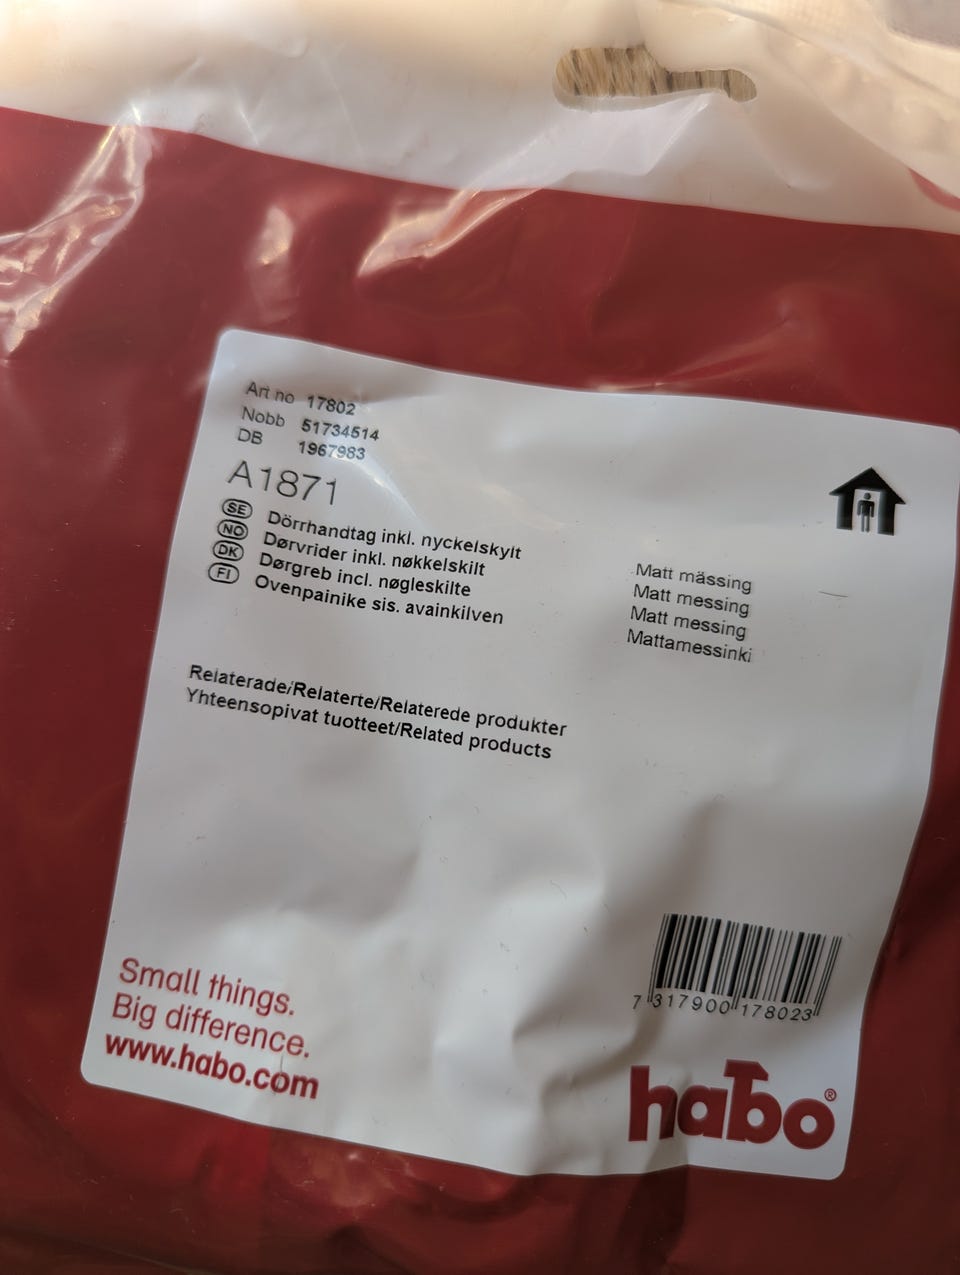 Art no 17802
Nobb 51734514
DB 1967983
A1871
SE Dörrhandtag inkl. nyckelskylt Matt mässing
NO Dørvrider inkl. nøkkelskilt Matt messing
DK Dørgreb incl. nøgleskilte Matt messing
FI Ovenpainike sis. avainkilven Mattamessinki
Relaterade/Relaterte/Relaterede produkter
Yhteensopivat tuotteet/Related products
7 317900 178023
Small things.
Big difference.
www.habo.com
habo®